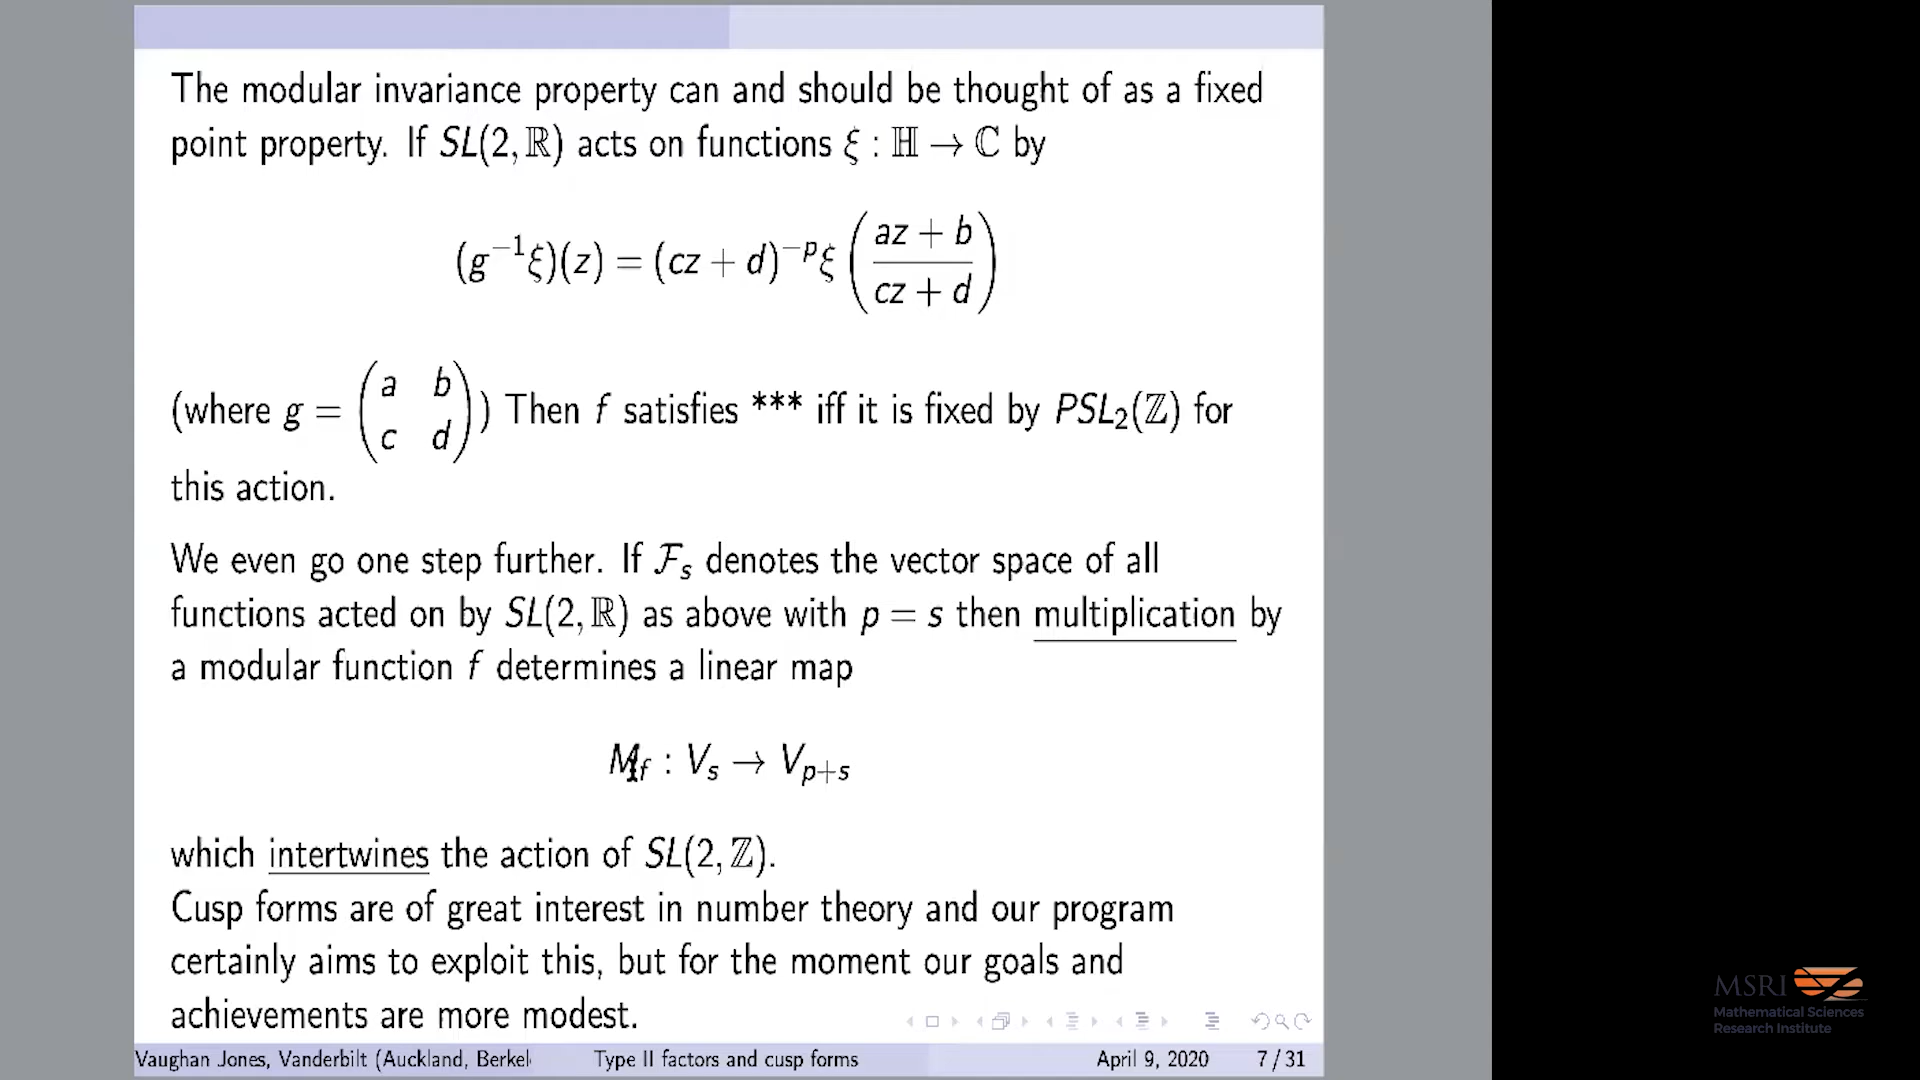 The modular invariance property can and should be thought of as a fixed
point property. If SL(2, ℝ) acts on functions ξ : ℍ → ℂ by
(g⁻¹ξ)(z) = (cz + d)⁻ᵖξ((az + b)/(cz + d))
(where g = (a b; c d)) Then f satisfies *** iff it is fixed by PSL₂(ℤ) for
this action.
We even go one step further. If ℱₛ denotes the vector space of all
functions acted on by SL(2, ℝ) as above with p = s then multiplication by
a modular function f determines a linear map
M_f : V_s → V_{p+s}
which intertwines the action of SL(2, ℤ).
Cusp forms are of great interest in number theory and our program
certainly aims to exploit this, but for the moment our goals and
achievements are more modest.
Vaughan Jones, Vanderbilt (Auckland, Berkel Type II factors and cusp forms April 9, 2020 7 / 31
MSRI
Mathematical Sciences
Research Institute